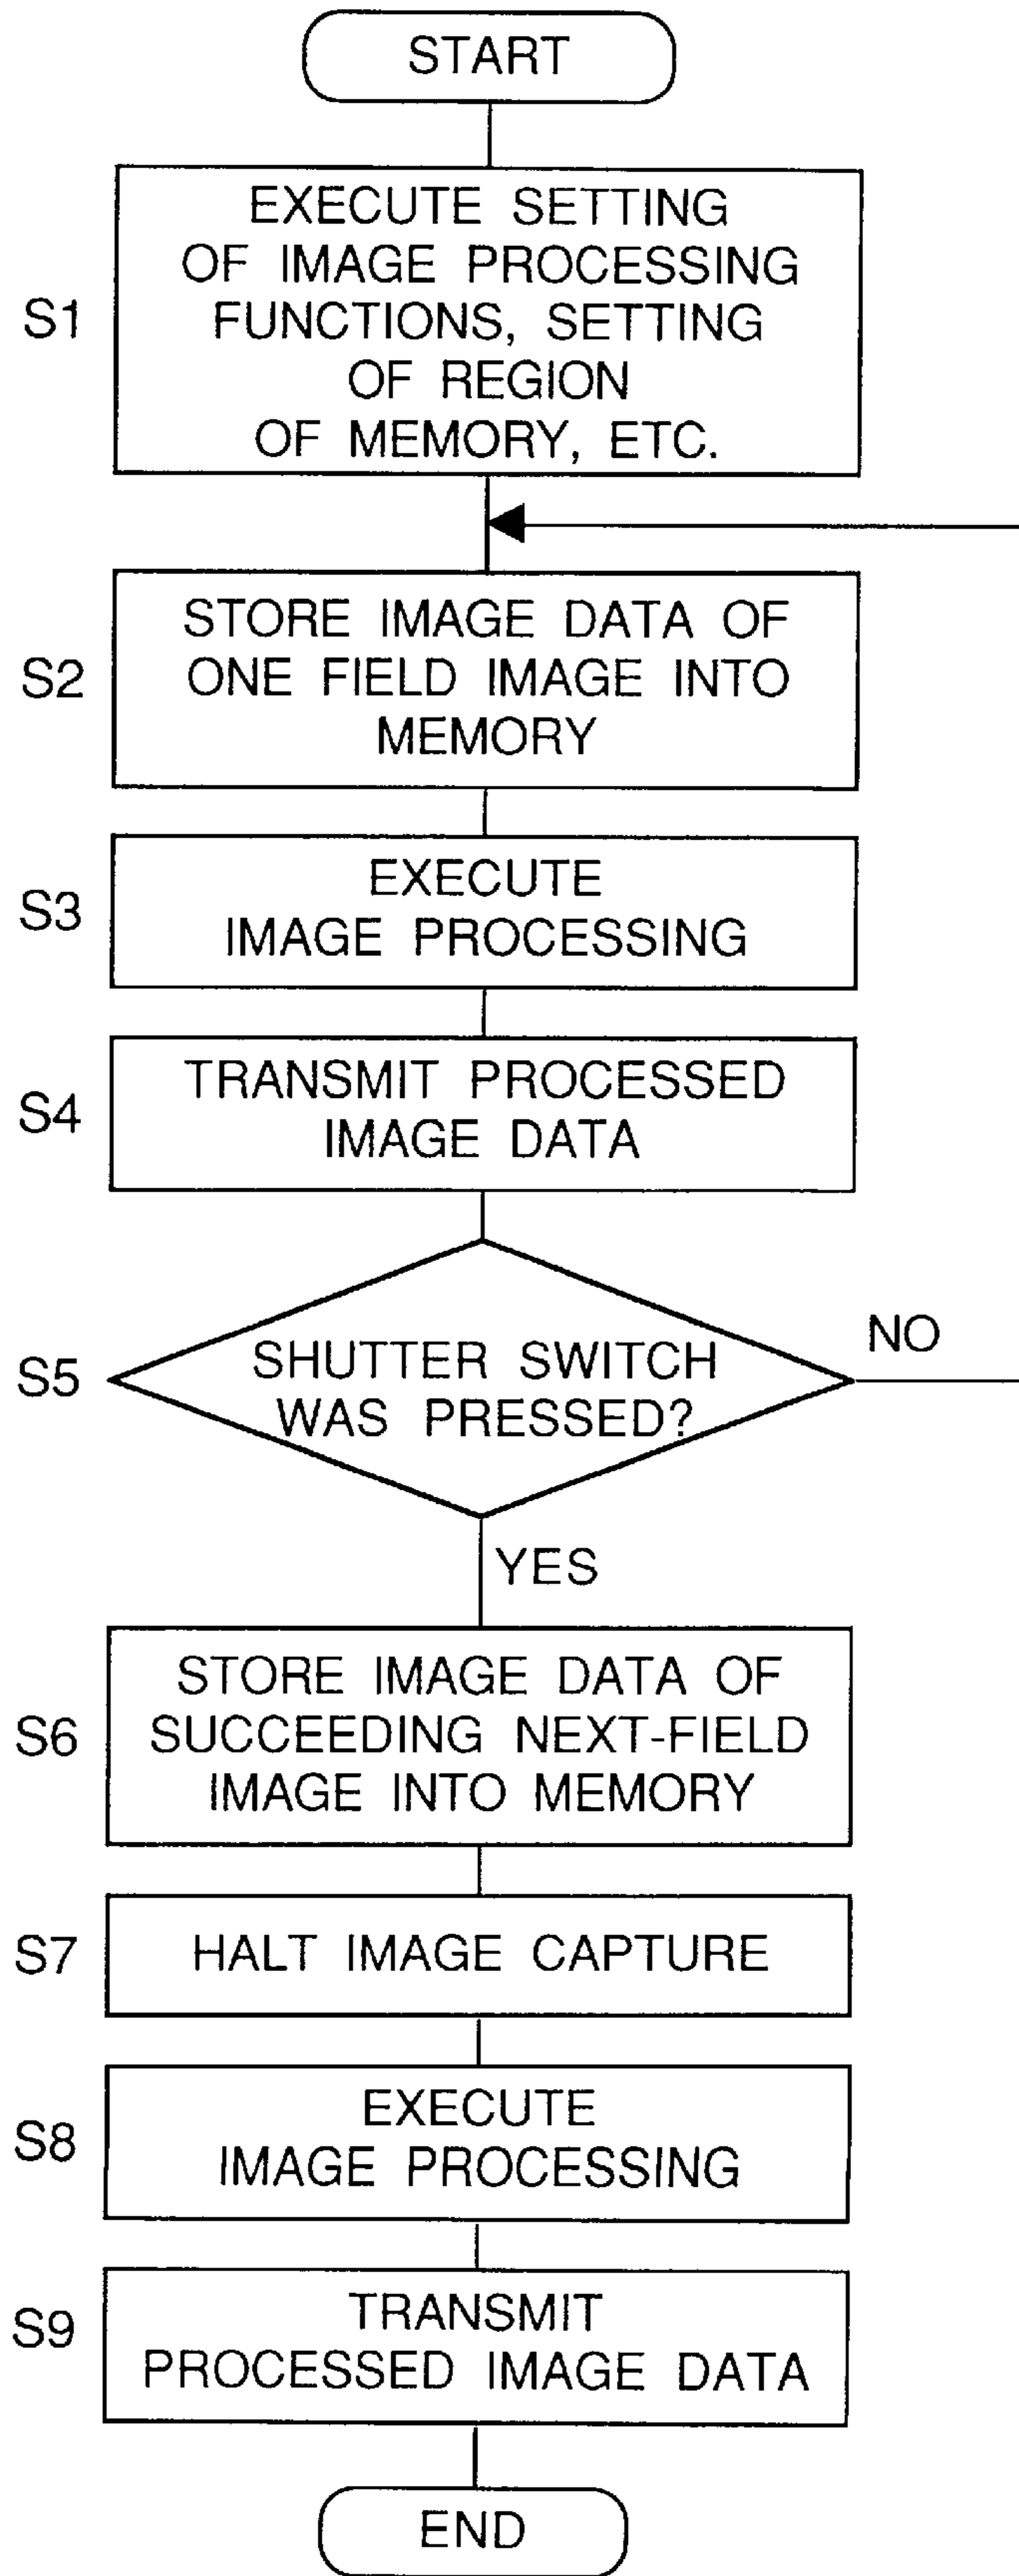 START
S1
EXECUTE SETTING
OF IMAGE PROCESSING
FUNCTIONS, SETTING
OF REGION
OF MEMORY, ETC.
S2
STORE IMAGE DATA OF
ONE FIELD IMAGE INTO
MEMORY
S3
EXECUTE
IMAGE PROCESSING
S4
TRANSMIT PROCESSED
IMAGE DATA
S5
SHUTTER SWITCH
WAS PRESSED?
NO
YES
S6
STORE IMAGE DATA OF
SUCCEEDING NEXT-FIELD
IMAGE INTO MEMORY
S7
HALT IMAGE CAPTURE
S8
EXECUTE
IMAGE PROCESSING
S9
TRANSMIT
PROCESSED IMAGE DATA
END